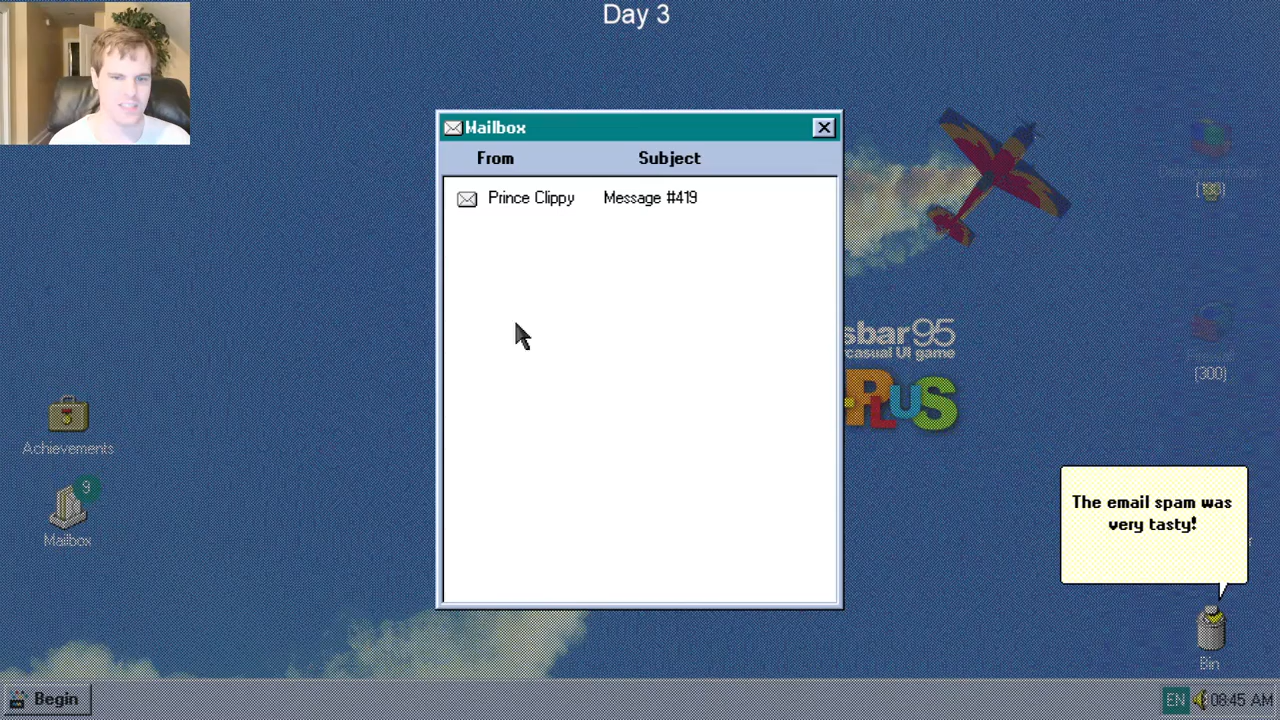 Day 3
Mailbox
From Subject
Prince Clippy Message #419
sbar95
casual UI game
PLUS
(300)
Achievements
9
Mailbox
The email spam was
very tasty!
Bin
Begin
EN 08:45 AM